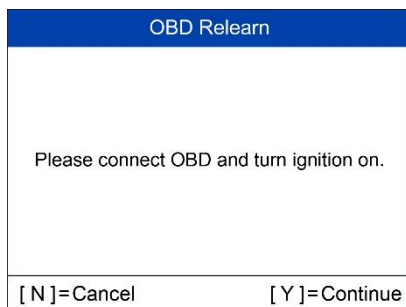 OBD Relearn
Please connect OBD and turn ignition on.
[ N ]=Cancel [ Y ]=Continue